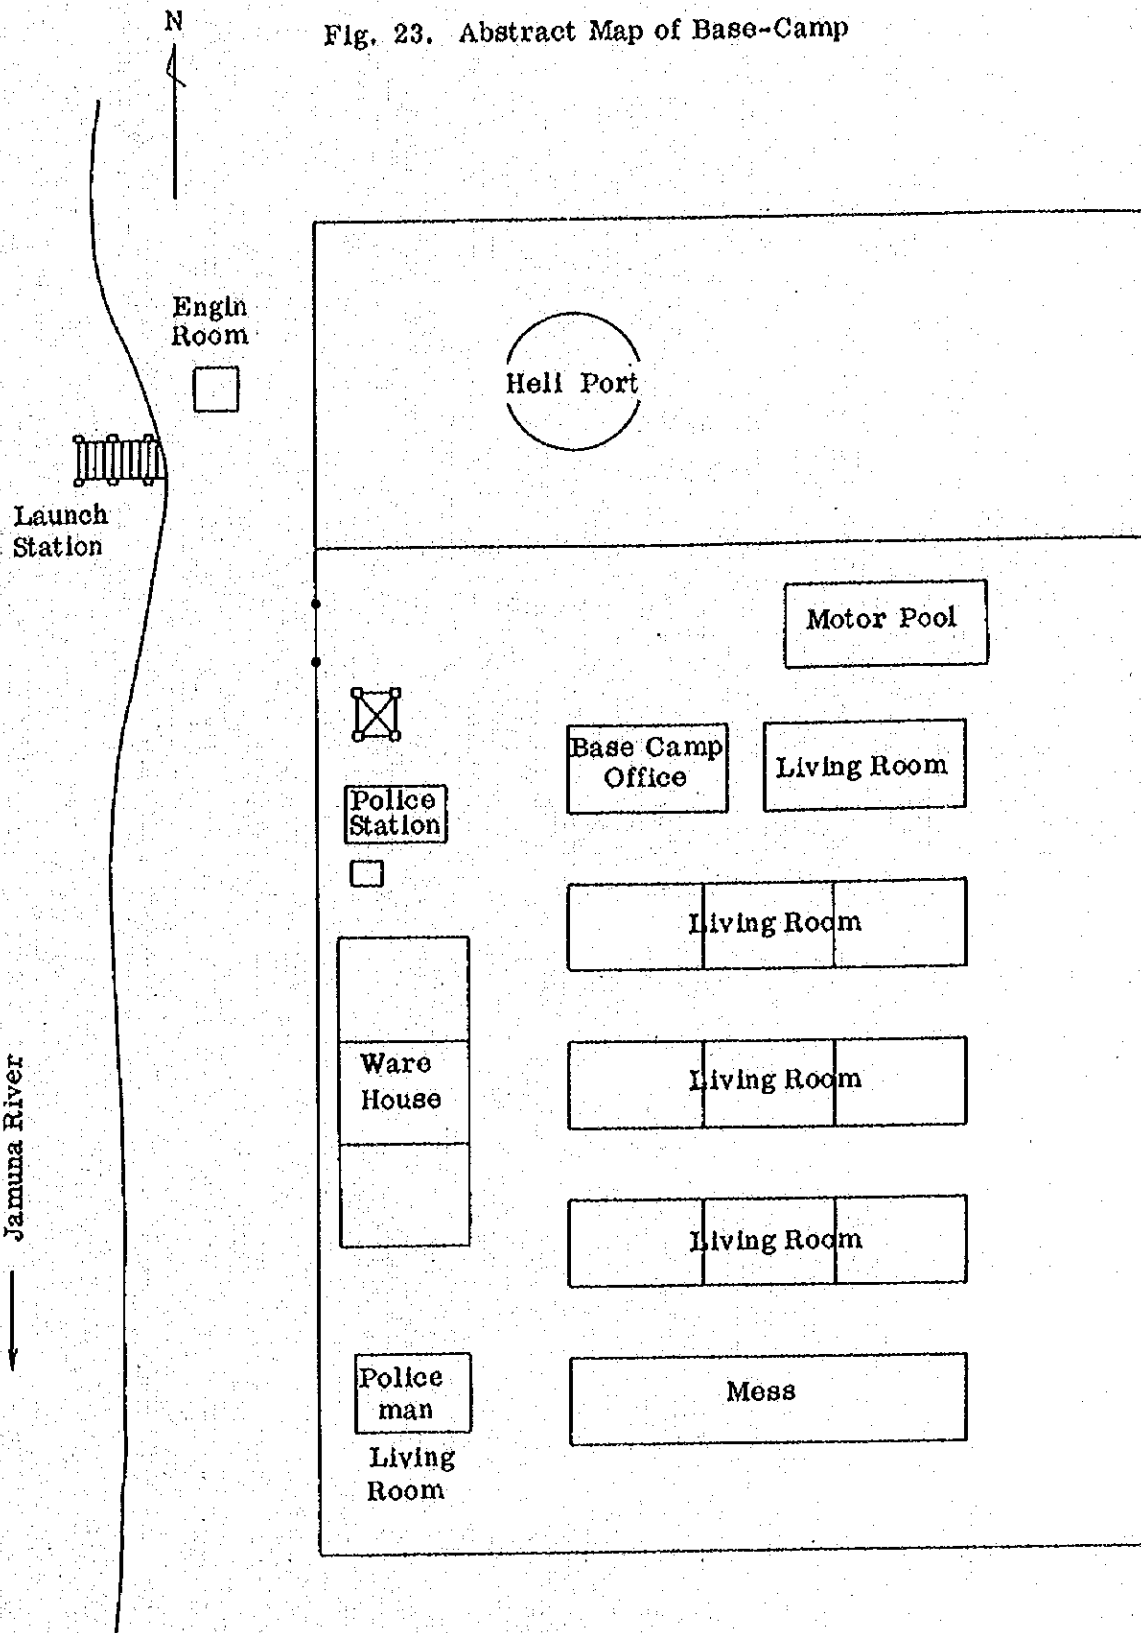 N
Fig. 23. Abstract Map of Base-Camp
Engin
Room
Heli Port
Launch
Station
Motor Pool
Base Camp
Office
Living Room
Police
Station
Living Room
Ware
House
Living Room
Jamuna River
Living Room
Police
man
Living
Room
Mess